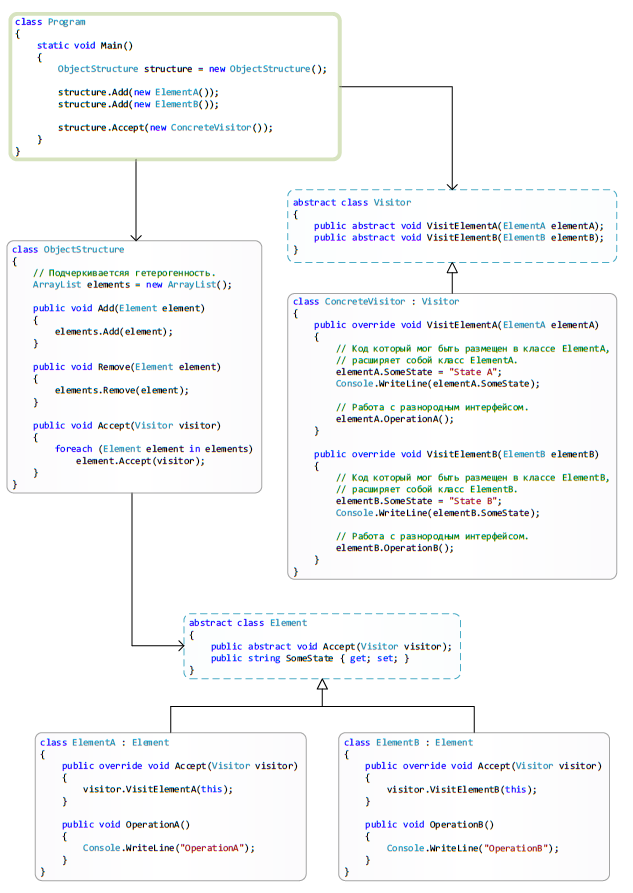 class Program
{
static void Main()
{
ObjectStructure structure = new ObjectStructure();
structure.Add(new ElementA());
structure.Add(new ElementB());
structure.Accept(new ConcreteVisitor());
}
}
abstract class Visitor
{
public abstract void VisitElementA(ElementA elementA);
public abstract void VisitElementB(ElementB elementB);
}
class ObjectStructure
{
// Подчеркивается гетерогенность.
ArrayList elements = new ArrayList();
public void Add(Element element)
{
elements.Add(element);
}
public void Remove(Element element)
{
elements.Remove(element);
}
public void Accept(Visitor visitor)
{
foreach (Element element in elements)
element.Accept(visitor);
}
}
class ConcreteVisitor : Visitor
{
public override void VisitElementA(ElementA elementA)
{
// Код который мог быть размещен в классе ElementA,
// расширяет собой класс ElementA.
elementA.SomeState = "State A";
Console.WriteLine(elementA.SomeState);
// Работа с разнородным интерфейсом.
elementA.OperationA();
}
public override void VisitElementB(ElementB elementB)
{
// Код который мог быть размещен в классе ElementB,
// расширяет собой класс ElementB.
elementB.SomeState = "State B";
Console.WriteLine(elementB.SomeState);
// Работа с разнородным интерфейсом.
elementB.OperationB();
}
}
abstract class Element
{
public abstract void Accept(Visitor visitor);
public string SomeState { get; set; }
}
class ElementA : Element
{
public override void Accept(Visitor visitor)
{
visitor.VisitElementA(this);
}
public void OperationA()
{
Console.WriteLine("OperationA");
}
}
class ElementB : Element
{
public override void Accept(Visitor visitor)
{
visitor.VisitElementB(this);
}
public void OperationB()
{
Console.WriteLine("OperationB");
}
}